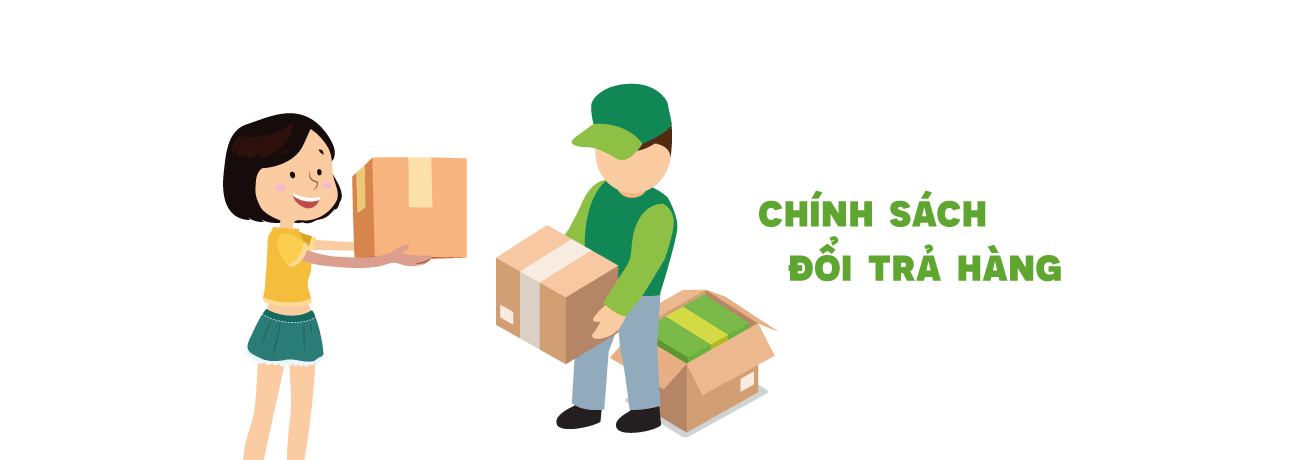 CHÍNH SÁCH
ĐỔI TRẢ HÀNG